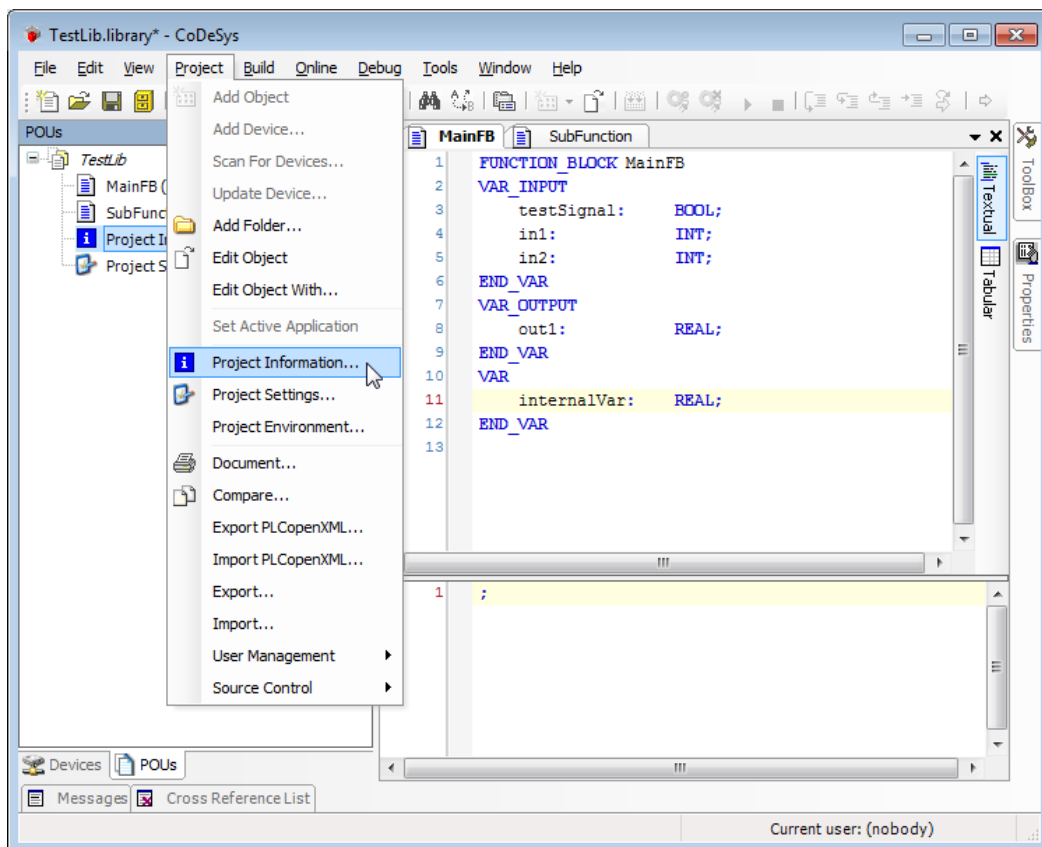 TestLib.library* - CoDeSys
File Edit View Project Build Online Debug Tools Window Help
POUs
TestLib
MainFB (
SubFunc
Project I
Project S
Add Object
Add Device...
Scan For Devices...
Update Device...
Add Folder...
Edit Object
Edit Object With...
Set Active Application
Project Information...
Project Settings...
Project Environment...
Document...
Compare...
Export PLCopenXML...
Import PLCopenXML...
Export...
Import...
User Management
Source Control
MainFB SubFunction
1 FUNCTION_BLOCK MainFB
2 VAR_INPUT
3 testSignal: BOOL;
4 in1: INT;
5 in2: INT;
6 END_VAR
7 VAR_OUTPUT
8 out1: REAL;
9 END_VAR
10 VAR
11 internalVar: REAL;
12 END_VAR
13
1 ;
Textual
Tabular
ToolBox
Properties
Devices POUs
Messages Cross Reference List
Current user: (nobody)